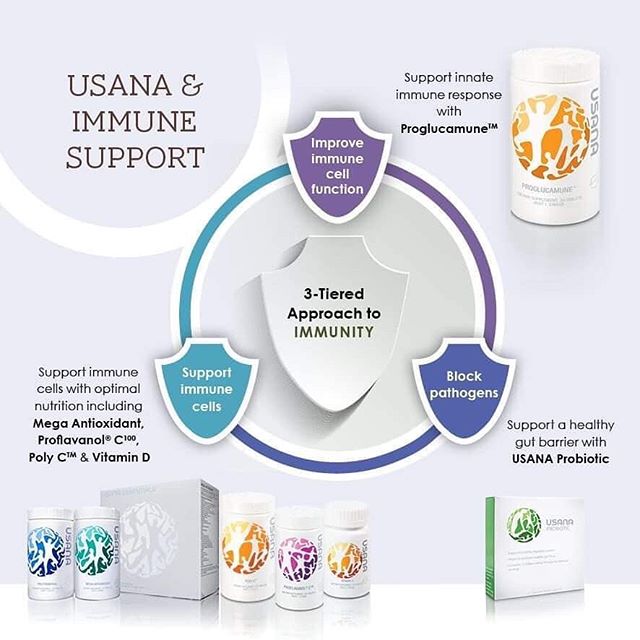 USANA &
IMMUNE
SUPPORT
Support innate
immune response
with
Proglucamune™
USANA
PROGLUCAMUNE™
Improve
immune
cell
function
3-Tiered
Approach to
IMMUNITY
Support
immune
cells
Block
pathogens
Support immune
cells with optimal
nutrition including
Mega Antioxidant,
Proflavanol® C¹⁰⁰,
Poly C™ & Vitamin D
Support a healthy
gut barrier with
USANA Probiotic
USANA
USANA
USANA
USANA
USANA
USANA
PROBIOTIC